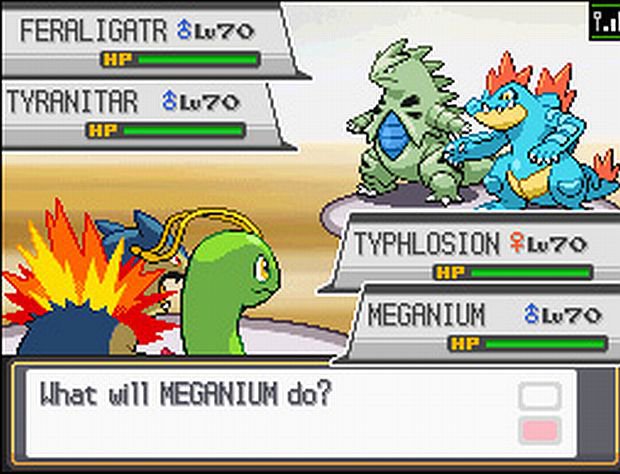 FERALIGATR ♂Lv70
HP
TYRANITAR ♂Lv70
HP
TYPHLOSION ♀Lv70
HP
MEGANIUM ♂Lv70
HP
What will MEGANIUM do?